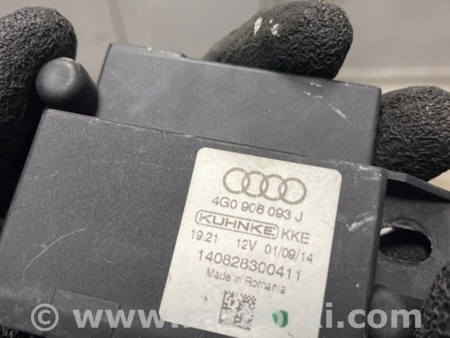 4G0 906 093 J
KUHNKE KKE
19:21 12V 01/09/14
140828300411
Made in Romania